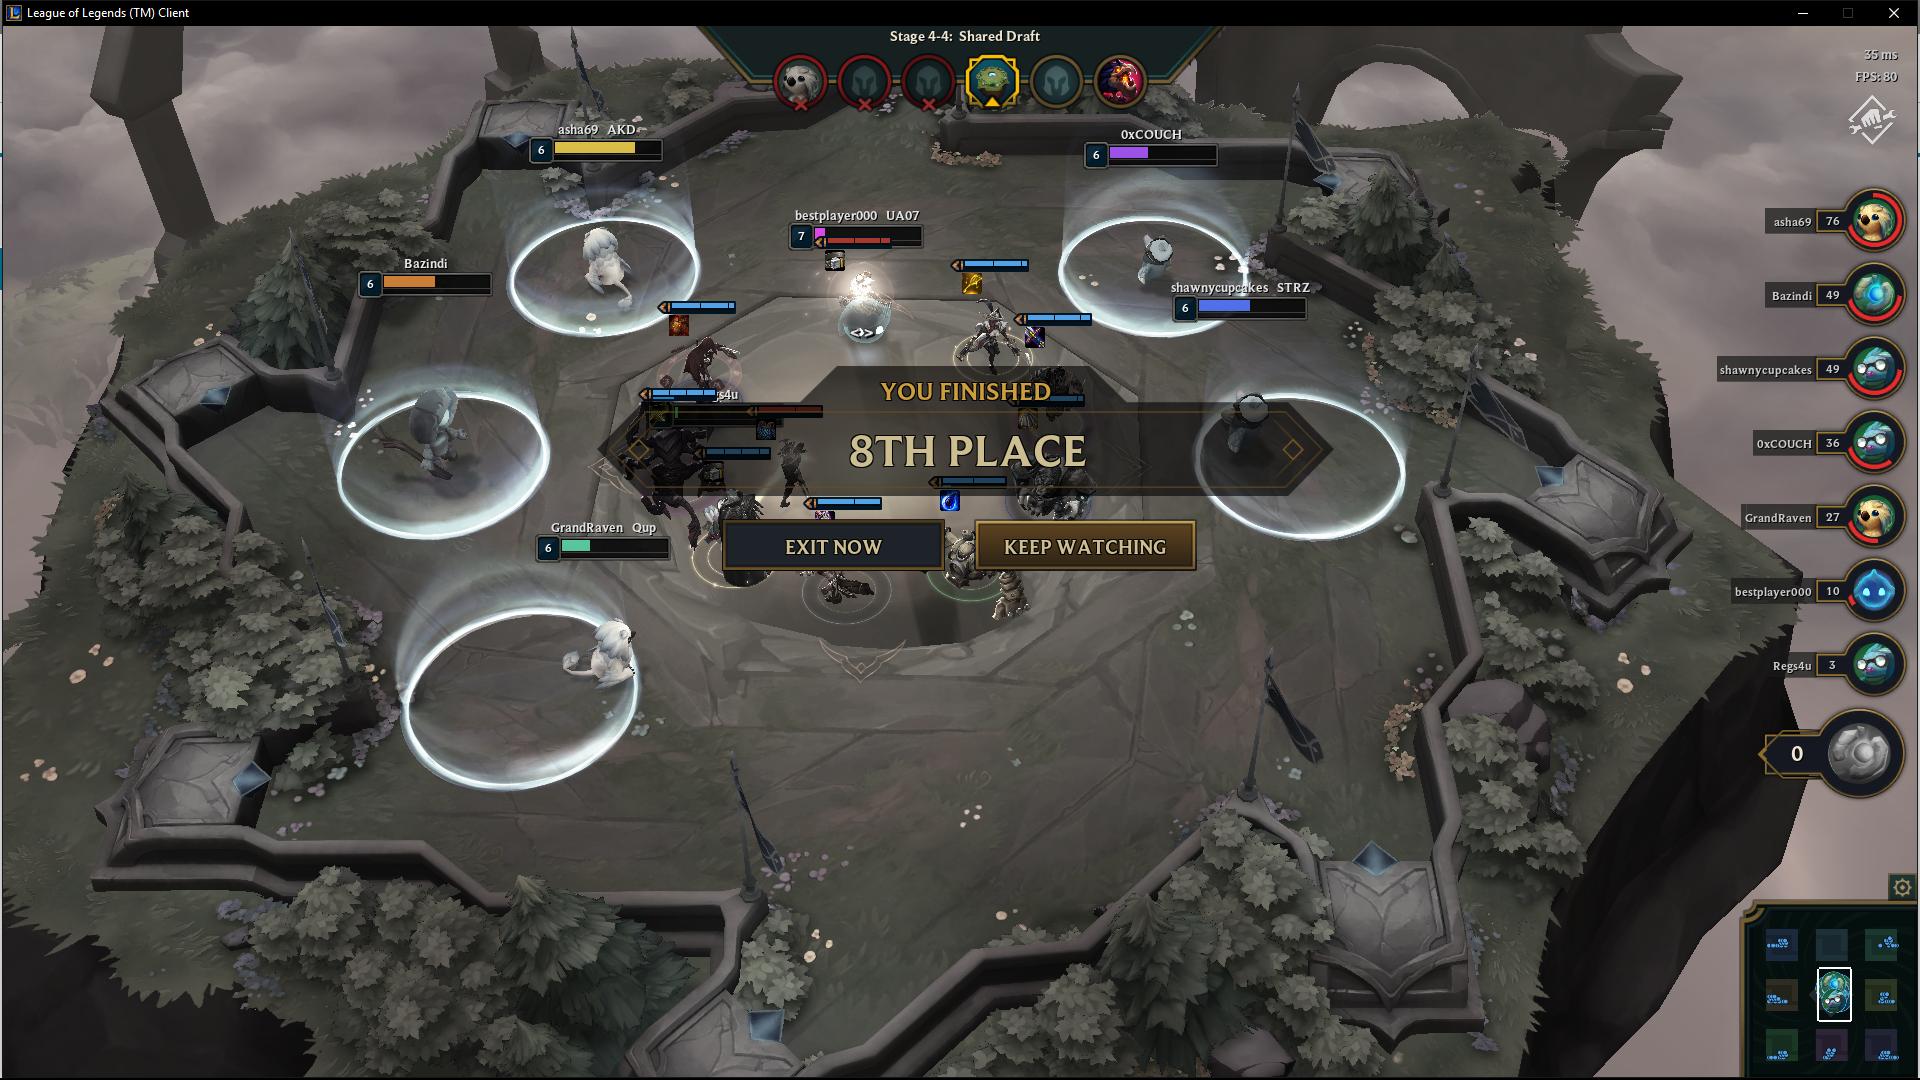 League of Legends (TM) Client
Stage 4-4: Shared Draft
35 ms
FPS: 80
asha69 AKD
6
0xCOUCH
6
bestplayer000 UA07
7
Bazindi
6
shawnycupcakes STRZ
6
asha69 76
Bazindi 49
shawnycupcakes 49
0xCOUCH 36
GrandRaven 27
bestplayer000 10
Regs4u 3
0
gs4u
YOU FINISHED
8TH PLACE
GrandRaven Qup
6
EXIT NOW
KEEP WATCHING